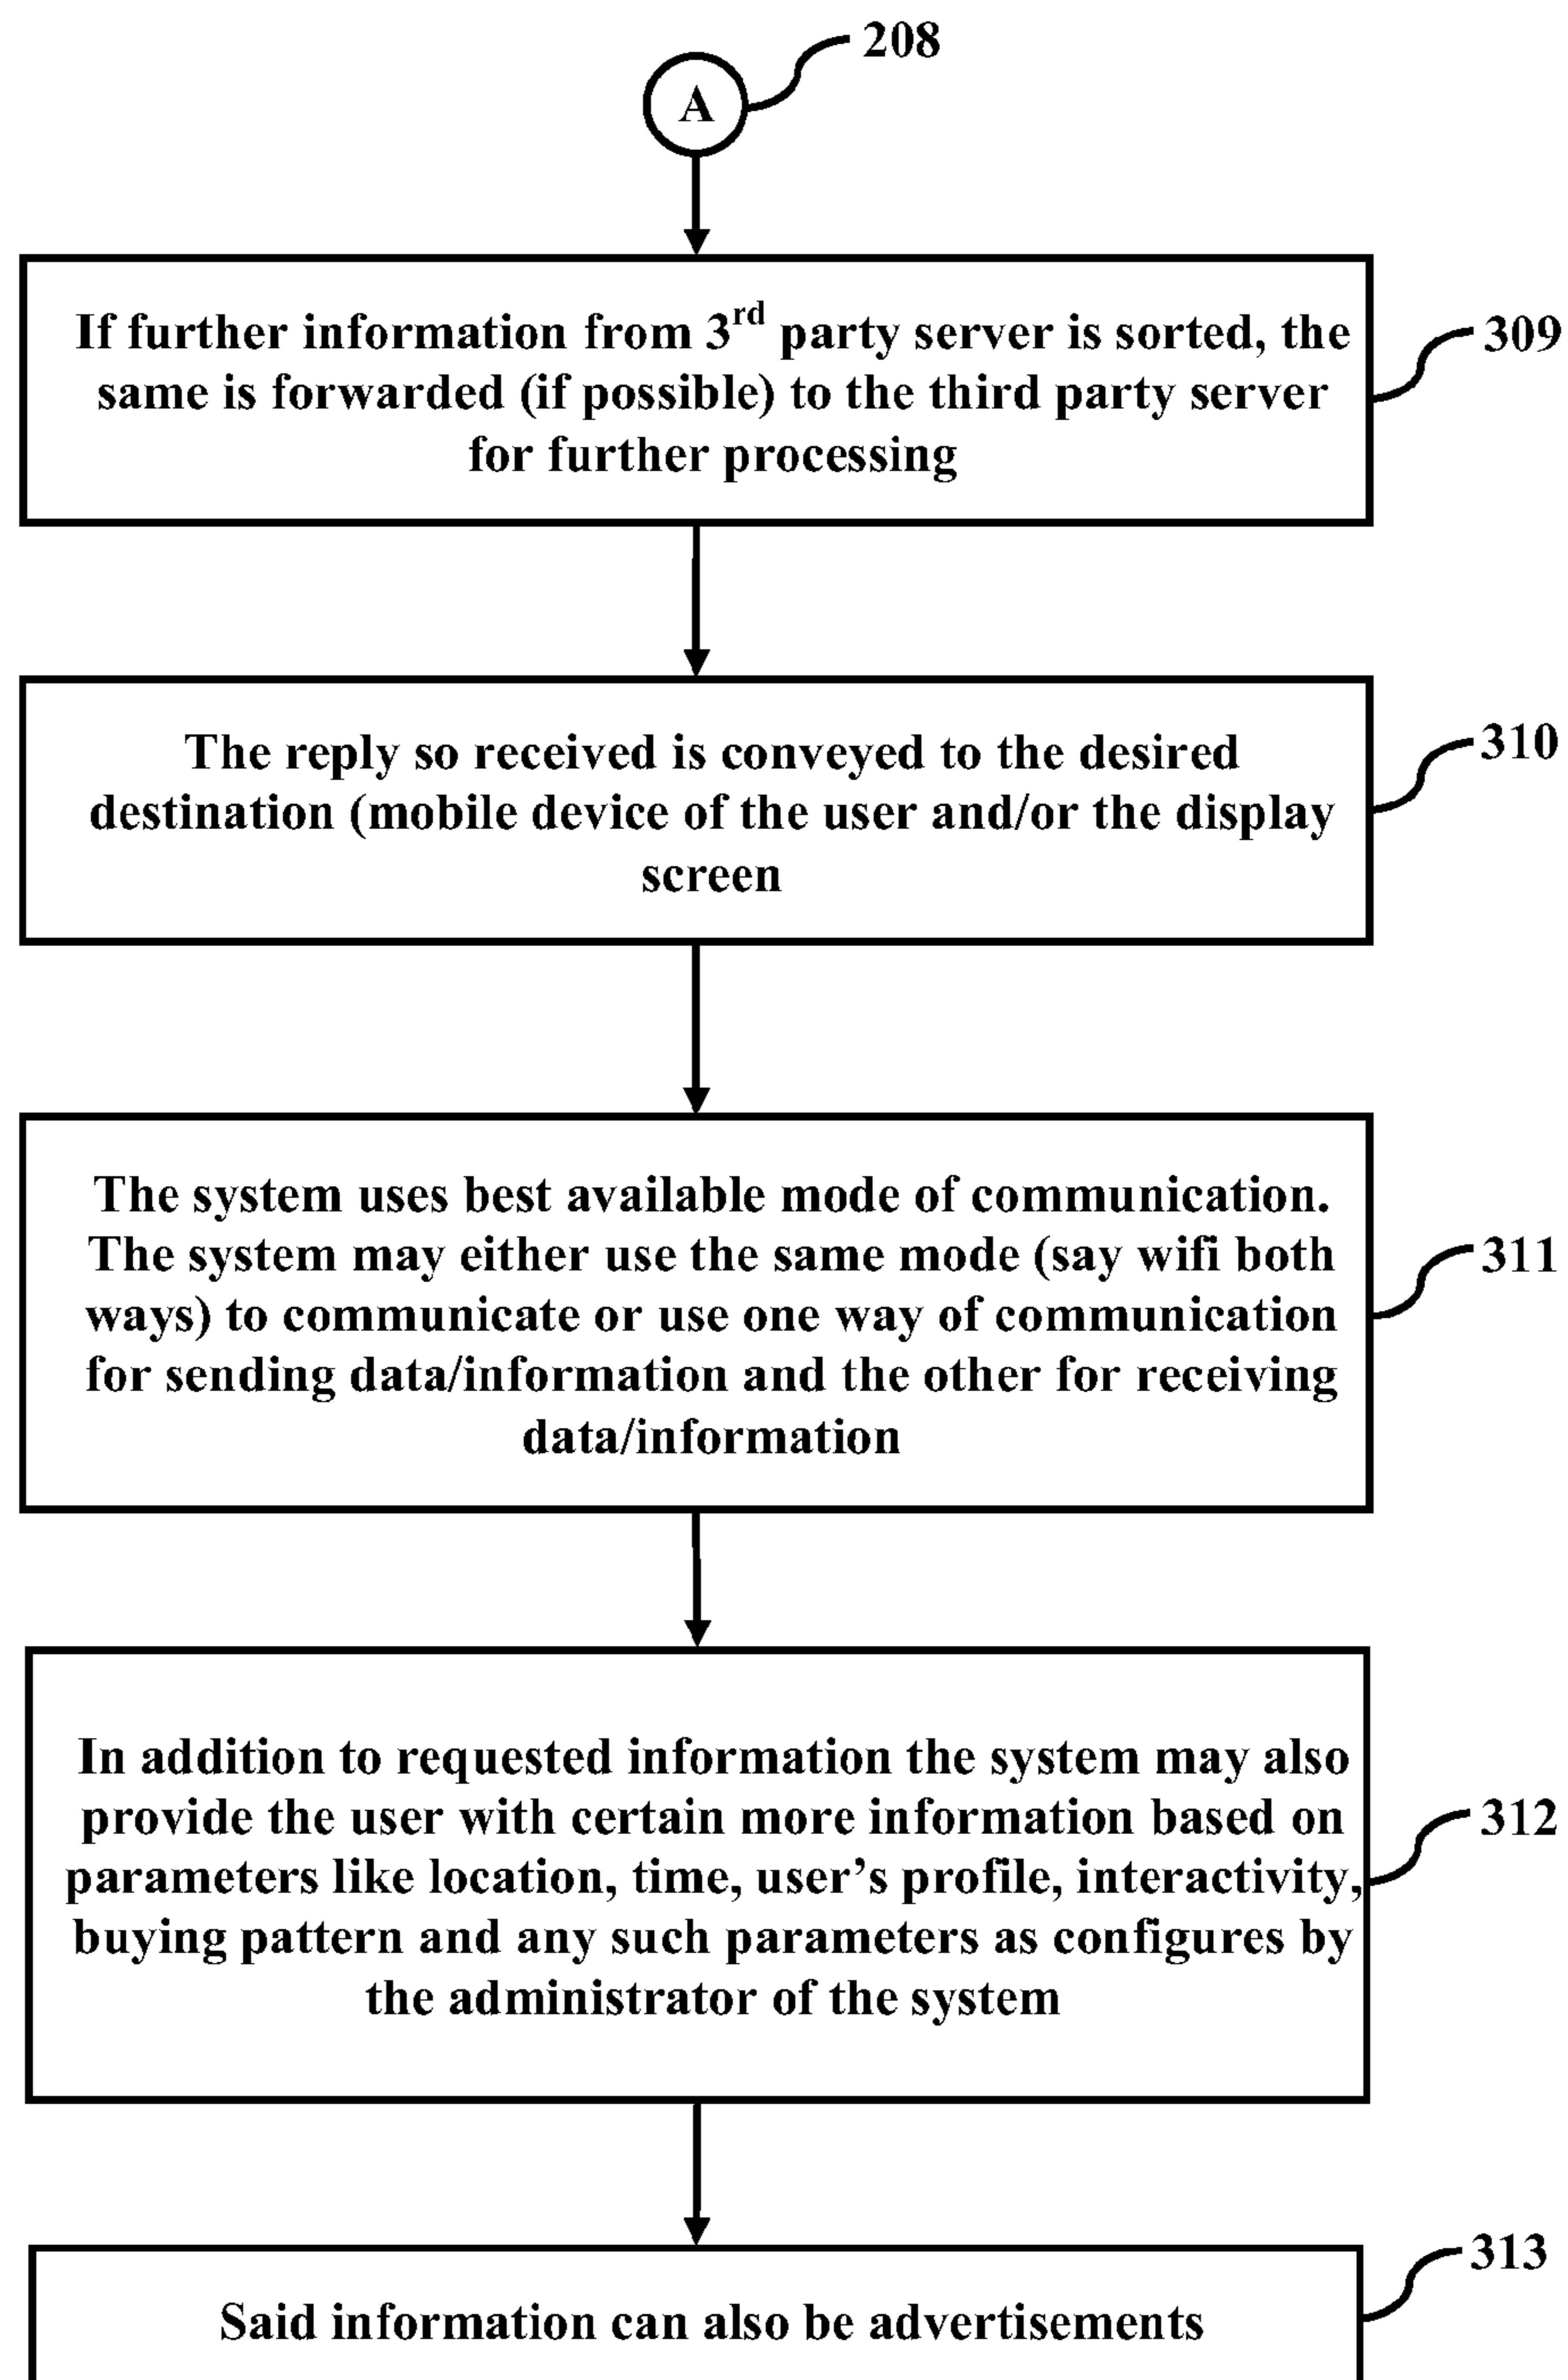 208
A
If further information from 3rd party server is sorted, the
same is forwarded (if possible) to the third party server
for further processing
309
The reply so received is conveyed to the desired
destination (mobile device of the user and/or the display
screen
310
The system uses best available mode of communication.
The system may either use the same mode (say wifi both
ways) to communicate or use one way of communication
for sending data/information and the other for receiving
data/information
311
In addition to requested information the system may also
provide the user with certain more information based on
parameters like location, time, user’s profile, interactivity,
buying pattern and any such parameters as configures by
the administrator of the system
312
Said information can also be advertisements
313